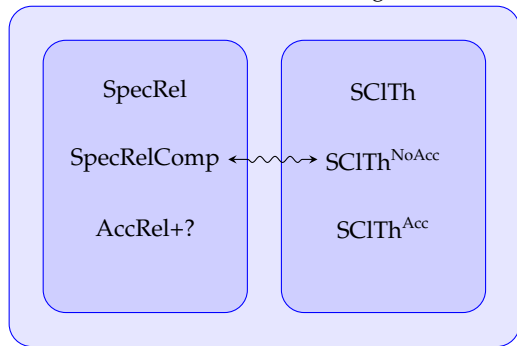 SpecRel
SClTh
SpecRelComp
SClTh^NoAcc
AccRel+?
SClTh^Acc